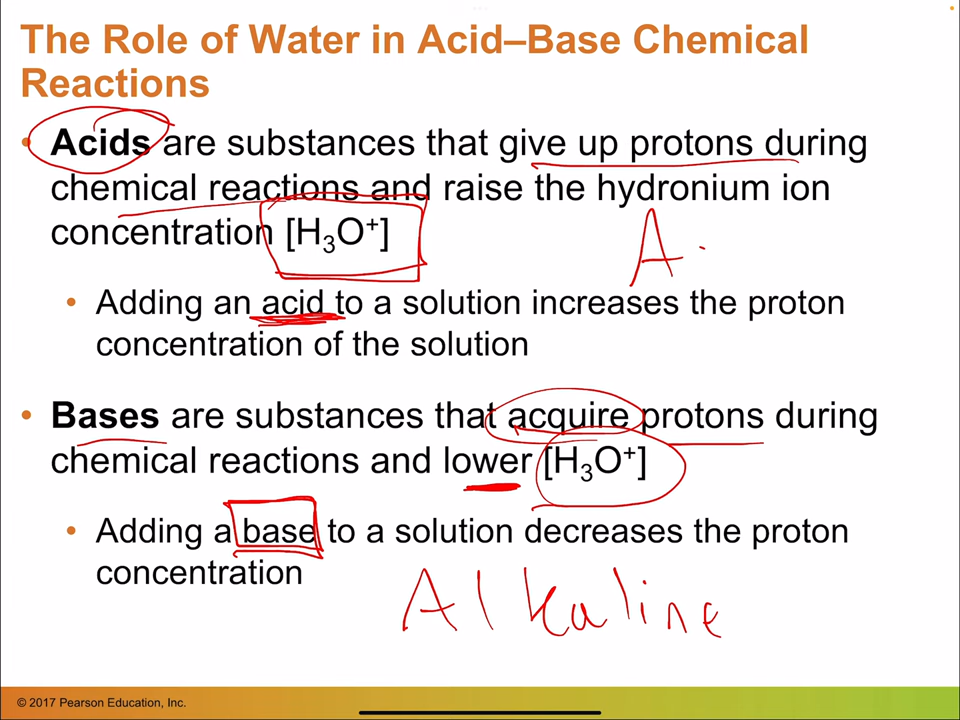 The Role of Water in Acid–Base Chemical
Reactions
• Acids are substances that give up protons during
chemical reactions and raise the hydronium ion
concentration [H₃O⁺]
A
• Adding an acid to a solution increases the proton
concentration of the solution
• Bases are substances that acquire protons during
chemical reactions and lower [H₃O⁺]
• Adding a base to a solution decreases the proton
concentration
Alkaline
© 2017 Pearson Education, Inc.